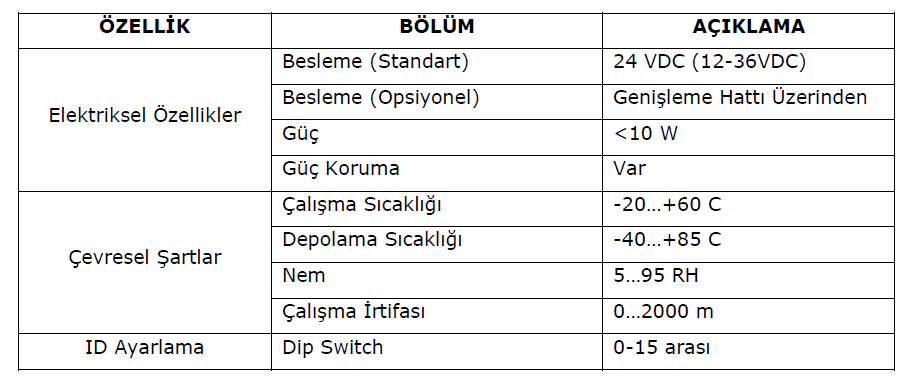 ÖZELLİK BÖLÜM AÇIKLAMA
Elektriksel Özellikler
Besleme (Standart) 24 VDC (12-36VDC)
Besleme (Opsiyonel) Genişleme Hattı Üzerinden
Güç <10 W
Güç Koruma Var
Çevresel Şartlar
Çalışma Sıcaklığı -20…+60 C
Depolama Sıcaklığı -40…+85 C
Nem 5…95 RH
Çalışma İrtifası 0…2000 m
ID Ayarlama Dip Switch 0-15 arası